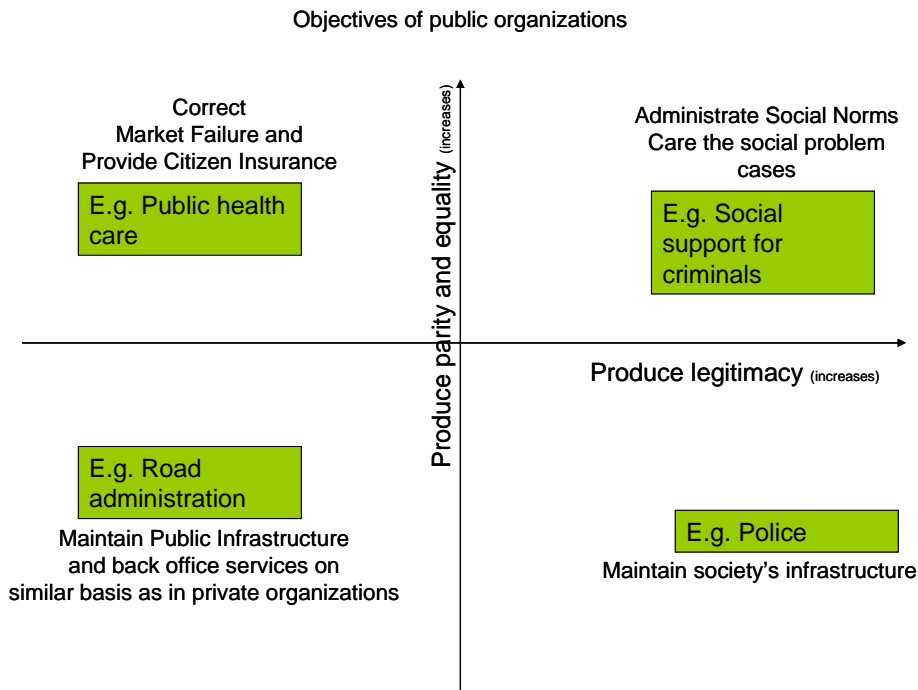 Objectives of public organizations
Correct
Market Failure and
Provide Citizen Insurance
E.g. Public health
care
Produce parity and equality (increases)
Administrate Social Norms
Care the social problem
cases
E.g. Social
support for
criminals
Produce legitimacy (increases)
E.g. Road
administration
Maintain Public Infrastructure
and back office services on
similar basis as in private organizations
E.g. Police
Maintain society's infrastructure